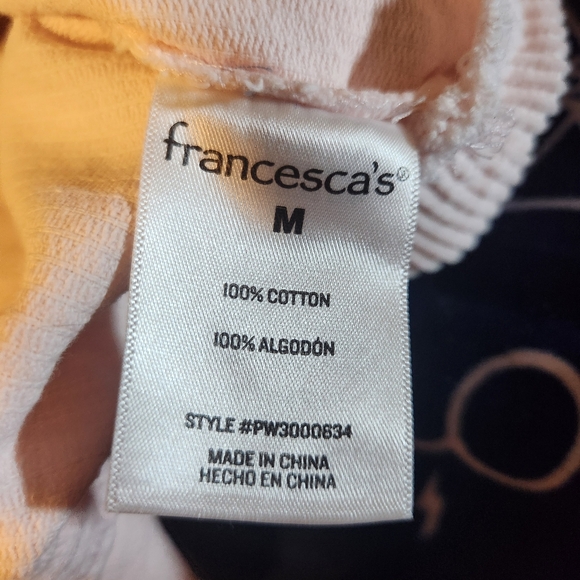 francesca's®
M
100% COTTON
100% ALGODÓN
STYLE #PW3000634
MADE IN CHINA
HECHO EN CHINA